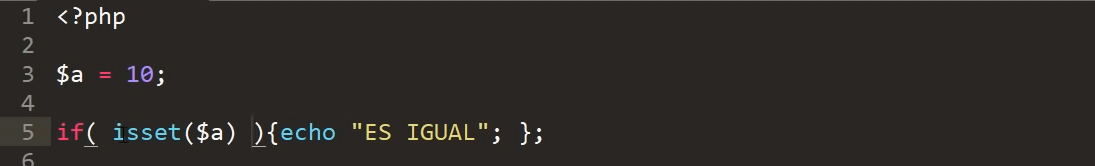 1 <?php
2
3 $a = 10;
4
5 if( isset($a) ){echo "ES IGUAL"; };
6